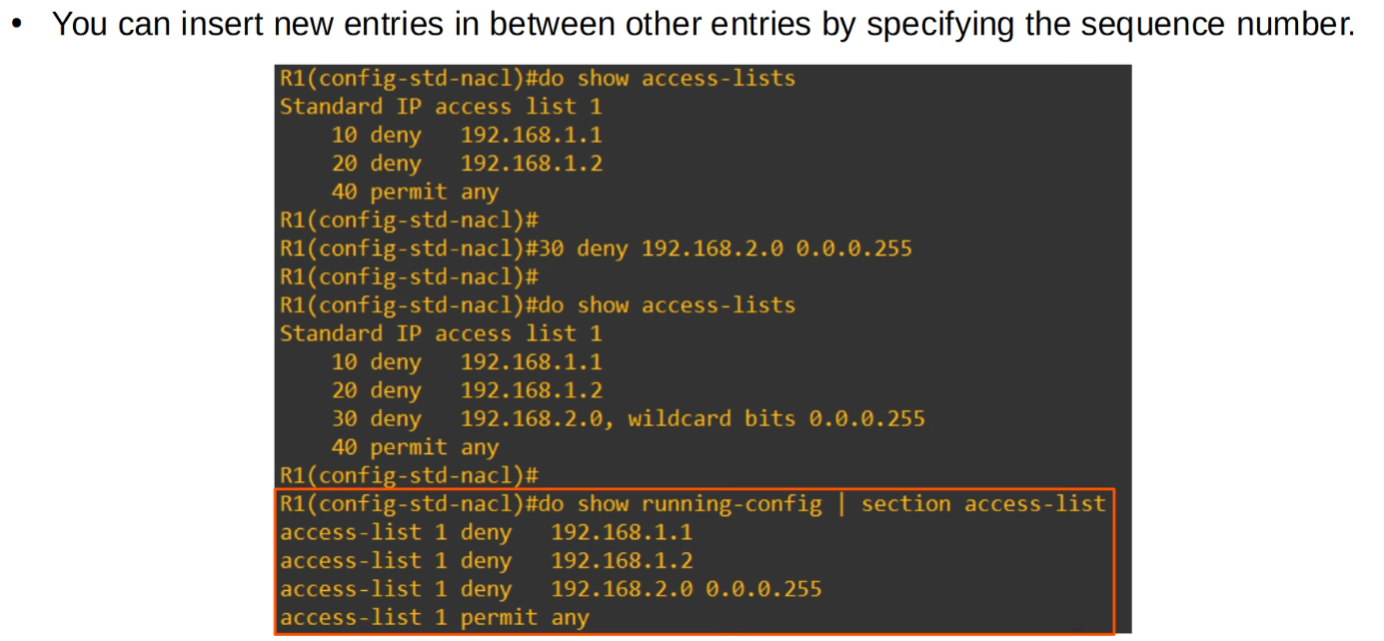 • You can insert new entries in between other entries by specifying the sequence number.
R1(config-std-nacl)#do show access-lists
Standard IP access list 1
    10 deny   192.168.1.1
    20 deny   192.168.1.2
    40 permit any
R1(config-std-nacl)#
R1(config-std-nacl)#30 deny 192.168.2.0 0.0.0.255
R1(config-std-nacl)#
R1(config-std-nacl)#do show access-lists
Standard IP access list 1
    10 deny   192.168.1.1
    20 deny   192.168.1.2
    30 deny   192.168.2.0, wildcard bits 0.0.0.255
    40 permit any
R1(config-std-nacl)#
R1(config-std-nacl)#do show running-config | section access-list
access-list 1 deny   192.168.1.1
access-list 1 deny   192.168.1.2
access-list 1 deny   192.168.2.0 0.0.0.255
access-list 1 permit any